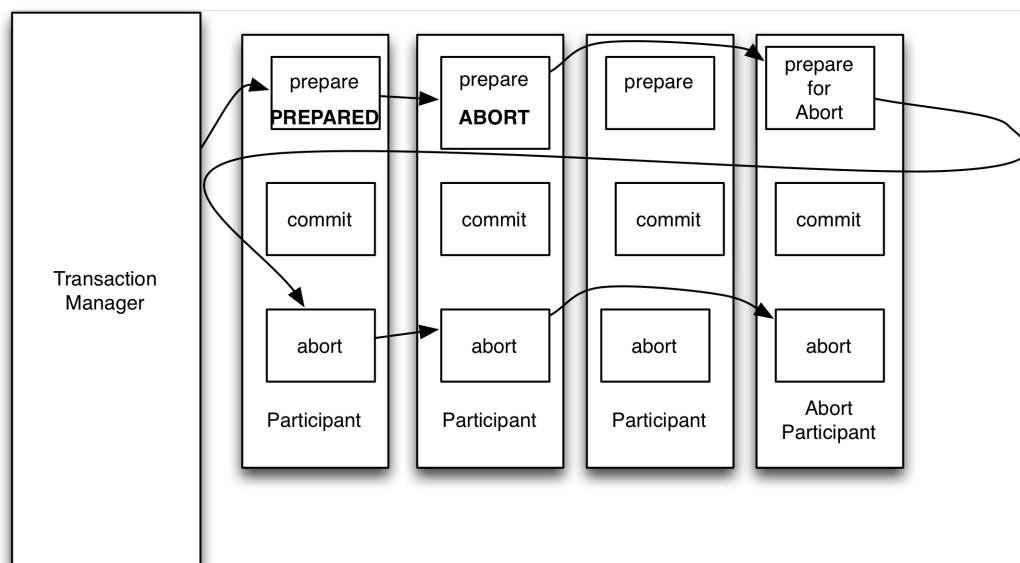 Transaction
Manager
prepare
PREPARED
commit
abort
Participant
prepare
ABORT
commit
abort
Participant
prepare
commit
abort
Participant
prepare
for
Abort
commit
abort
Abort
Participant